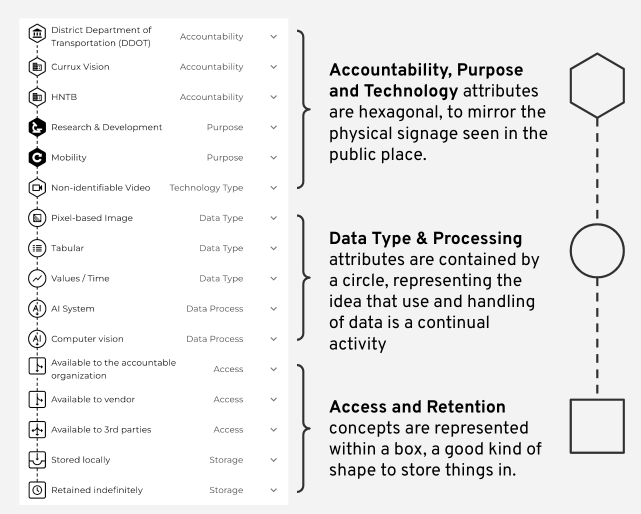 District Department of
Transportation (DDOT) Accountability
Currux Vision Accountability
HNTB Accountability
Research & Development Purpose
Mobility Purpose
Non-identifiable Video Technology Type
Pixel-based Image Data Type
Tabular Data Type
Values / Time Data Type
AI System Data Process
Computer vision Data Process
Available to the accountable
organization Access
Available to vendor Access
Available to 3rd parties Access
Stored locally Storage
Retained indefinitely Storage
Accountability, Purpose
and Technology attributes
are hexagonal, to mirror the
physical signage seen in the
public place.
Data Type & Processing
attributes are contained by
a circle, representing the
idea that use and handling
of data is a continual
activity
Access and Retention
concepts are represented
within a box, a good kind of
shape to store things in.